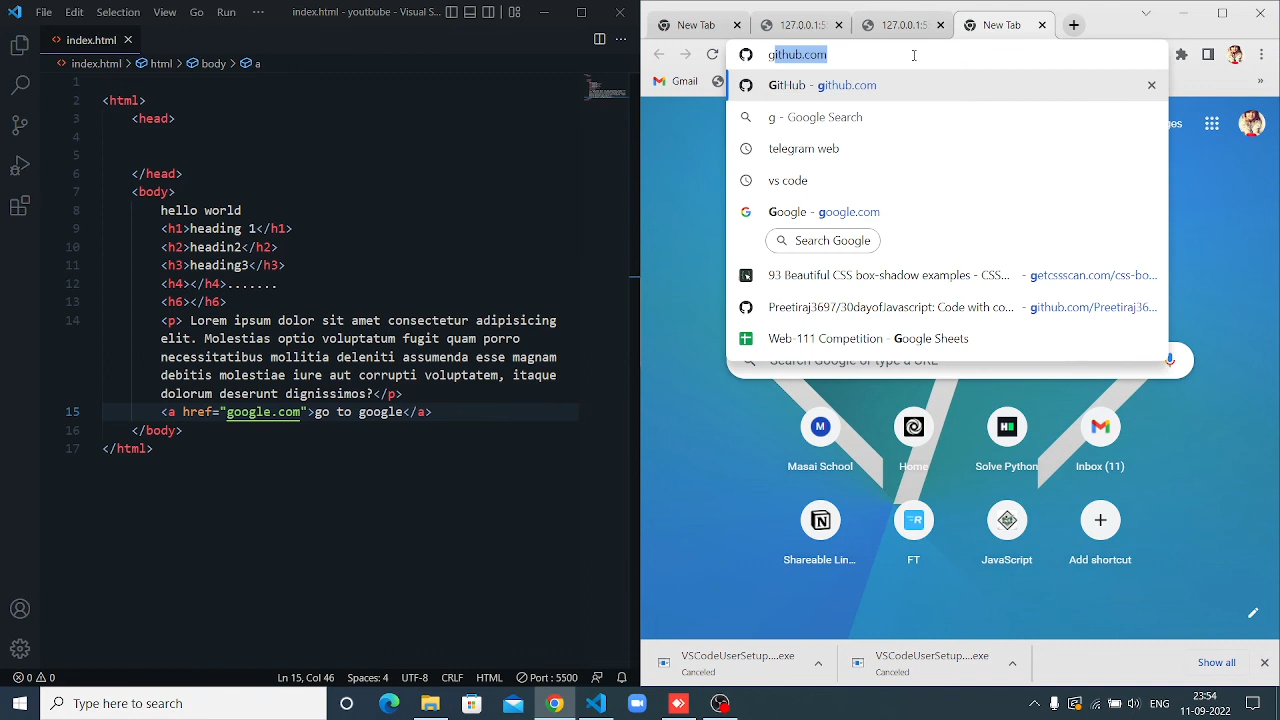 File Edit Selection View Go Run ··· index.html - youtube - Visual S...
index.html
index.html > html > body > a
1
2 <html>
3 <head>
4
5
6 </head>
7 <body>
8 hello world
9 <h1>heading 1</h1>
10 <h2>headin2</h2>
11 <h3>heading3</h3>
12 <h4></h4>.......
13 <h6></h6>
14 <p> Lorem ipsum dolor sit amet consectetur adipisicing
elit. Molestias optio voluptatum fugit quam porro
necessitatibus mollitia deleniti assumenda esse magnam
debitis molestiae iure aut corrupti voluptatem, itaque
dolorum deserunt dignissimos?</p>
15 <a href="google.com">go to google</a>
16 </body>
17 </html>
0 0 Ln 15, Col 46 Spaces: 4 UTF-8 CRLF HTML Port : 5500
New Tab 127.0.0.1:5 127.0.0.1:5 New Tab
github.com
Gmail
GitHub - github.com
g - Google Search
telegram web
vs code
Google - google.com
Search Google
93 Beautiful CSS box-shadow examples - CSS... - getcssscan.com/css-bo...
Preetiraj3697/30dayofJavascript: Code with co... - github.com/Preetiraj36...
Web-111 Competition - Google Sheets
Search Google or type a URL
Masai School
Home
Solve Python
Inbox (11)
Shareable Lin...
FT
JavaScript
Add shortcut
VSCodeUserSetup....exe
Canceled
VSCodeUserSetup....exe
Canceled
Show all
Type here to search
23:54
11-09-2022